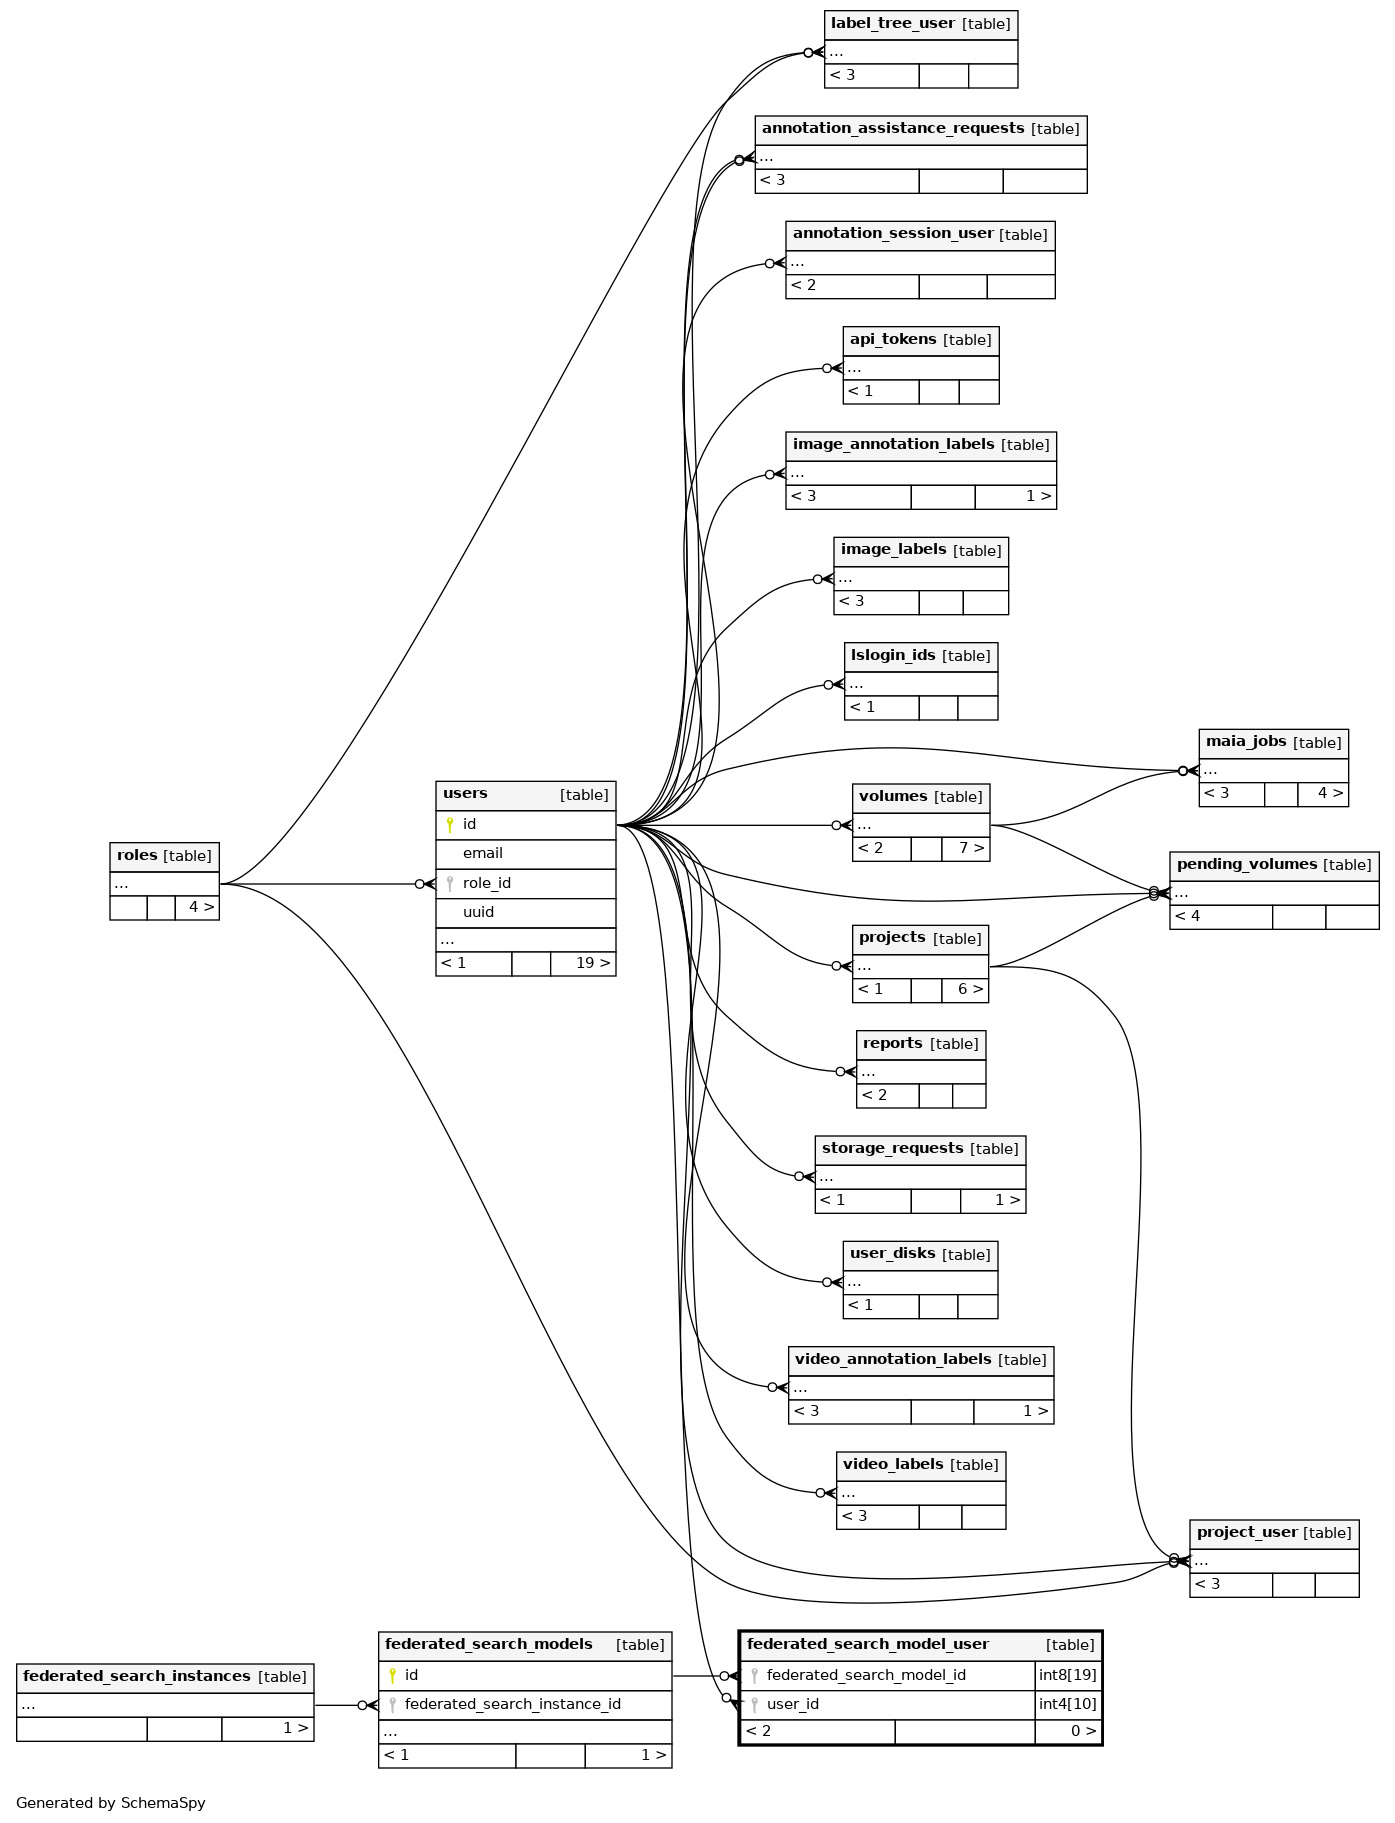 label_tree_user [table]
...
< 3
annotation_assistance_requests [table]
...
< 3
annotation_session_user [table]
...
< 2
api_tokens [table]
...
< 1
image_annotation_labels [table]
...
< 3 1 >
image_labels [table]
...
< 3
lslogin_ids [table]
...
< 1
maia_jobs [table]
...
< 3 4 >
users [table]
id
email
role_id
uuid
...
< 1 19 >
volumes [table]
...
< 2 7 >
roles [table]
...
4 >
pending_volumes [table]
...
< 4
projects [table]
...
< 1 6 >
reports [table]
...
< 2
storage_requests [table]
...
< 1 1 >
user_disks [table]
...
< 1
video_annotation_labels [table]
...
< 3 1 >
video_labels [table]
...
< 3
project_user [table]
...
< 3
federated_search_instances [table]
...
1 >
federated_search_models [table]
id
federated_search_instance_id
...
< 1 1 >
federated_search_model_user [table]
federated_search_model_id int8[19]
user_id int4[10]
< 2 0 >
Generated by SchemaSpy